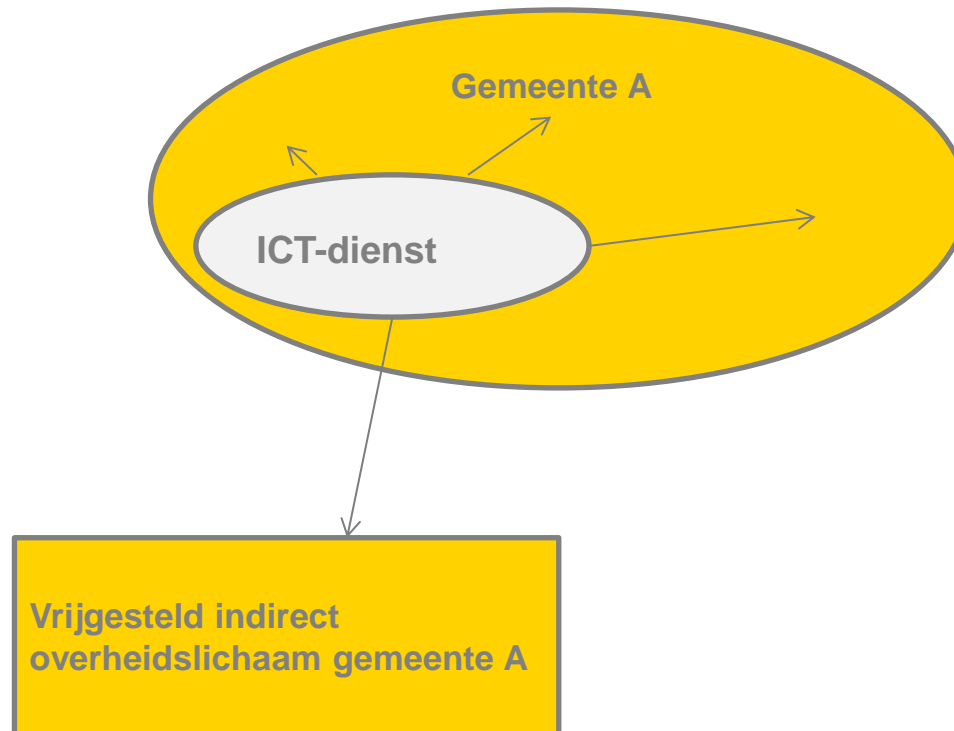 Gemeente A
ICT-dienst
Vrijgesteld indirect
overheidslichaam gemeente A